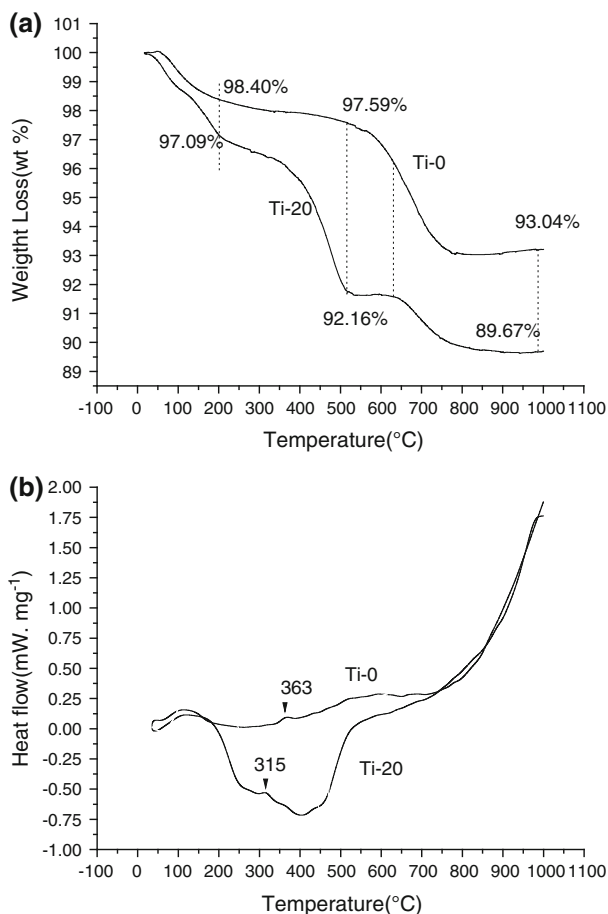 (a)
101
100
99
98
97
96
95
94
93
92
91
90
89
Weigtht Loss(wt %)
98.40%
97.59%
97.09%
Ti-0
Ti-20
93.04%
92.16%
89.67%
-100 0 100 200 300 400 500 600 700 800 900 1000 1100
Temperature(°C)
(b)
2.00
1.75
1.50
1.25
1.00
0.75
0.50
0.25
0.00
-0.25
-0.50
-0.75
-1.00
Heat flow(mW. mg-1)
363
Ti-0
315
Ti-20
-100 0 100 200 300 400 500 600 700 800 900 1000 1100
Temperature(°C)